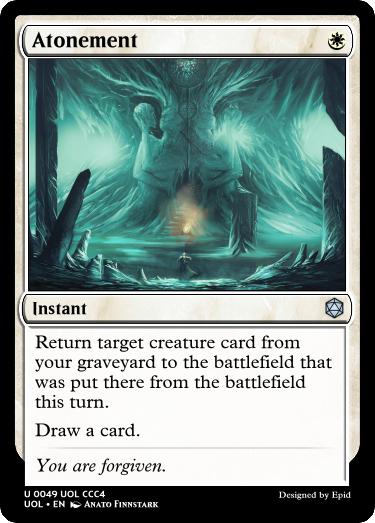 Atonement
Instant
Return target creature card from
your graveyard to the battlefield that
was put there from the battlefield
this turn.
Draw a card.
You are forgiven.
U 0049 UOL CCC4
UOL • EN Anato Finnstark
Designed by Epid